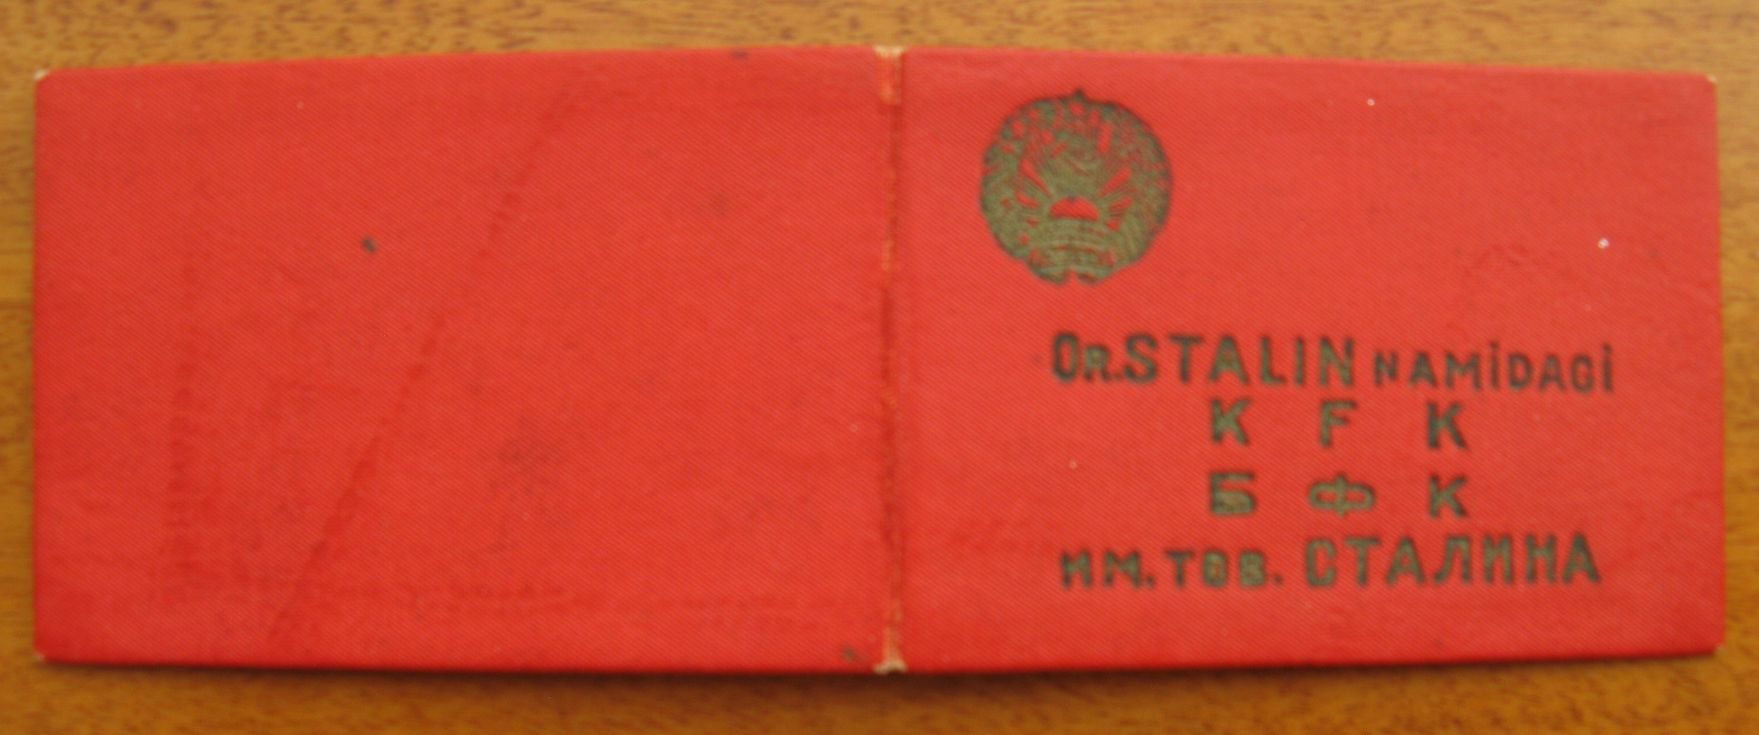 Or. STALIN NAMiDAGi
K F K
Б Ф К
ИМ. ТОВ. СТАЛИНА